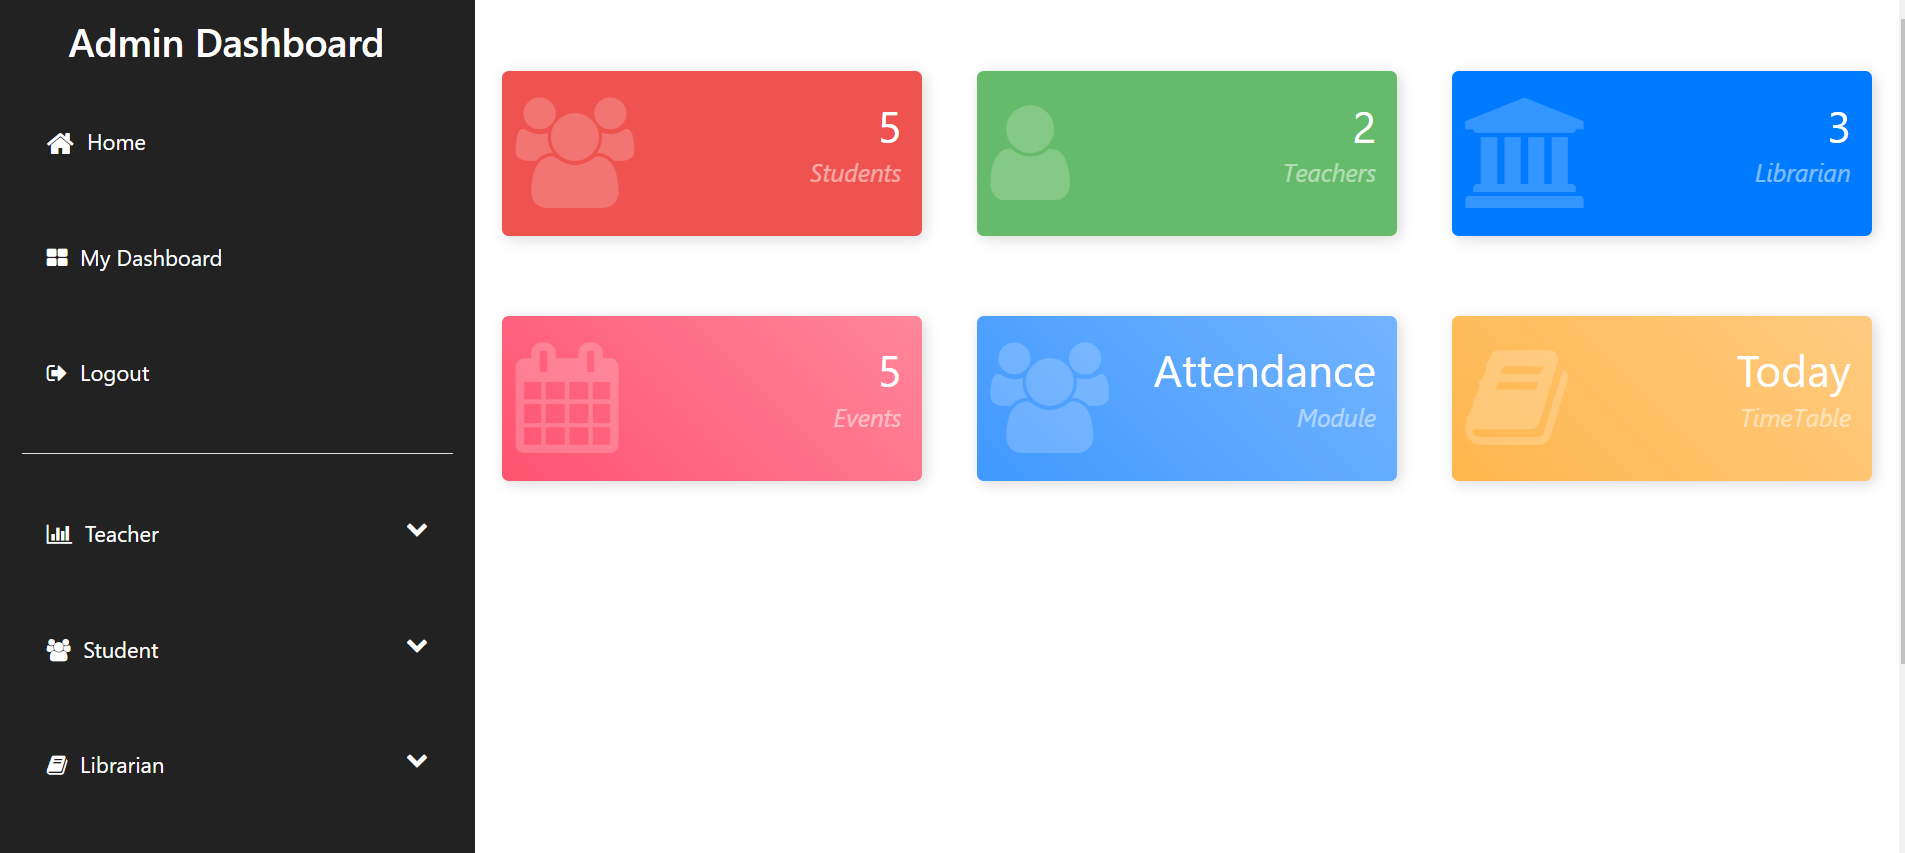 Admin Dashboard
Home
My Dashboard
Logout
Teacher
Student
Librarian
5
Students
2
Teachers
3
Librarian
5
Events
Attendance
Module
Today
TimeTable